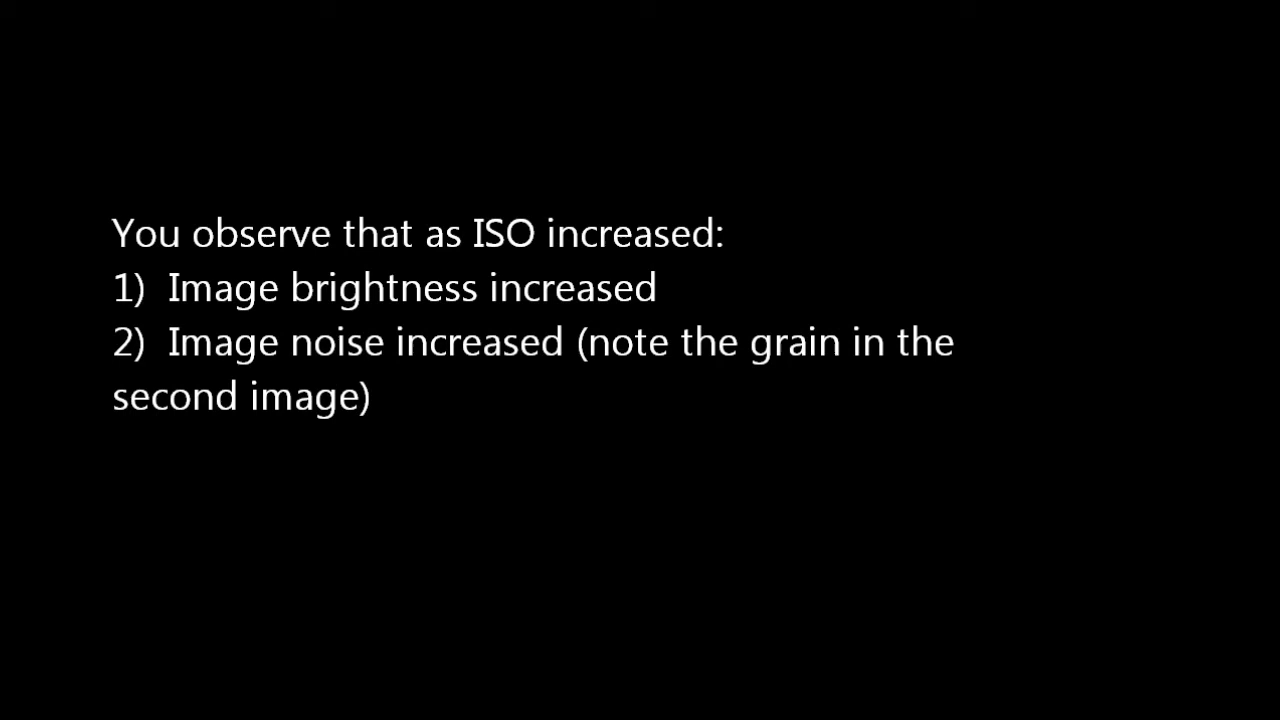 You observe that as ISO increased:
1)  Image brightness increased
2)  Image noise increased (note the grain in the
second image)